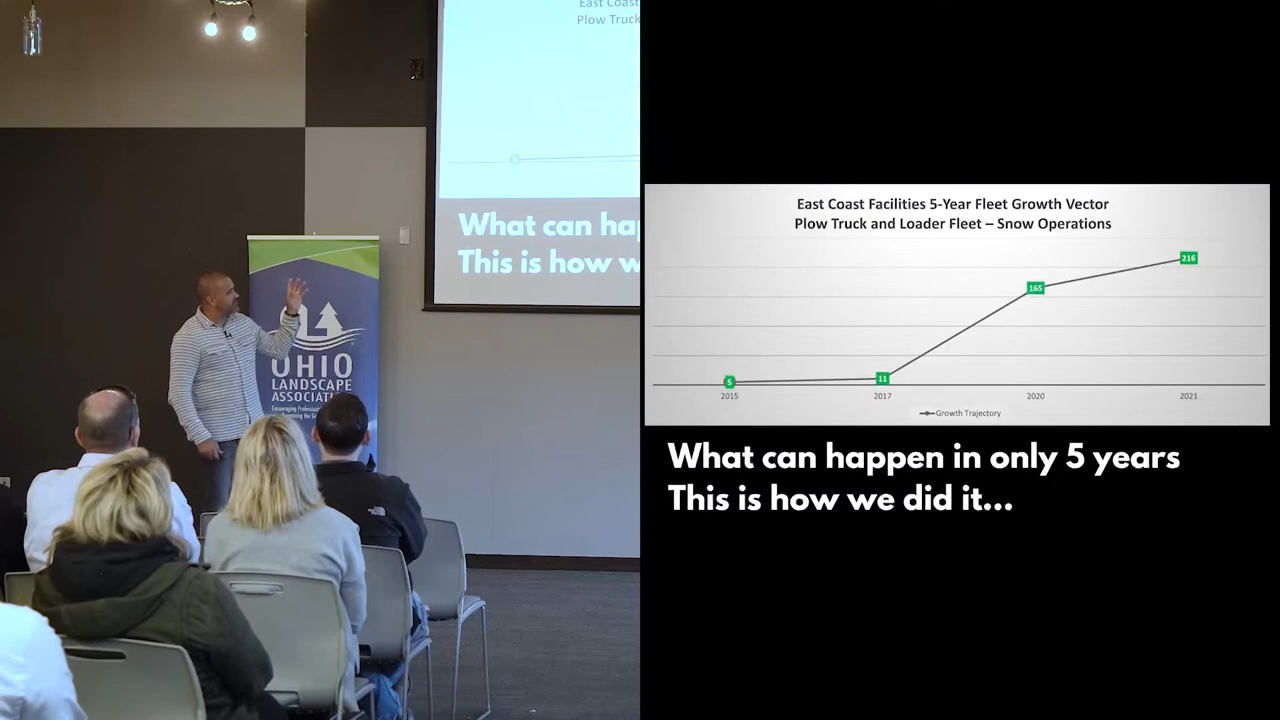 East Coast
Plow Truck
What can ha
This is how w
OHIO
LANDSCAPE
ASSOCIATI
Encouraging Profession
East Coast Facilities 5-Year Fleet Growth Vector
Plow Truck and Loader Fleet – Snow Operations
216
165
11
5
2015 2017 2020 2021
Growth Trajectory
What can happen in only 5 years
This is how we did it...